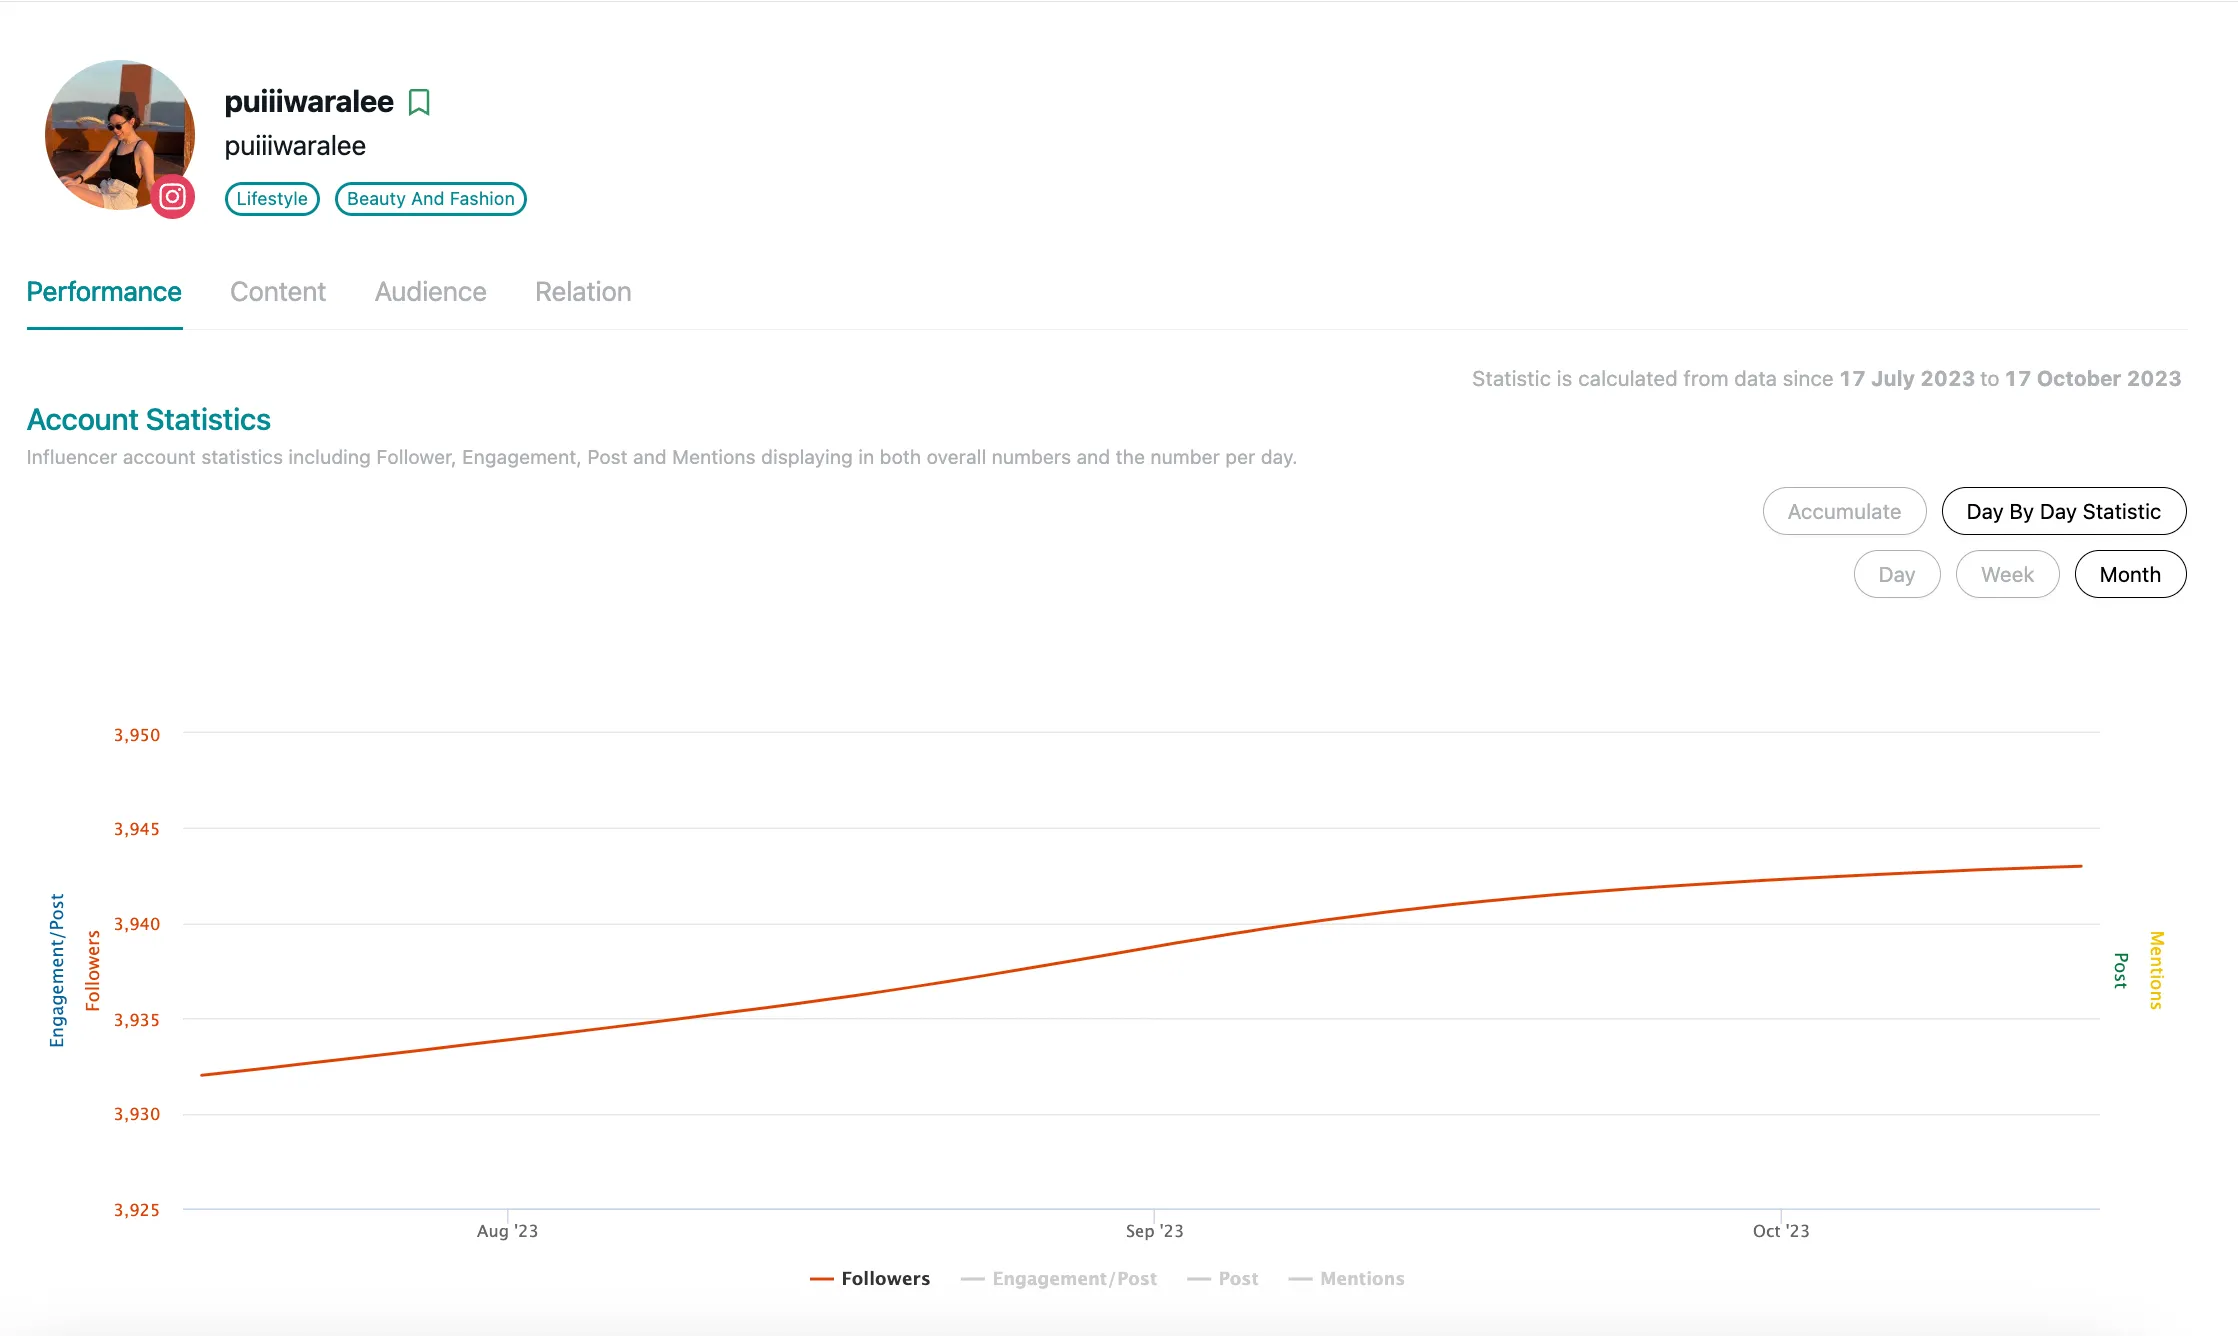 puiiiwaralee
puiiiwaralee
Lifestyle
Beauty And Fashion
Performance
Content
Audience
Relation
Statistic is calculated from data since 17 July 2023 to 17 October 2023
Account Statistics
Influencer account statistics including Follower, Engagement, Post and Mentions displaying in both overall numbers and the number per day.
Accumulate
Day By Day Statistic
Day
Week
Month
Engagement/Post
Followers
3,950
3,945
3,940
3,935
3,930
3,925
Post
Mentions
Aug '23
Sep '23
Oct '23
Followers
Engagement/Post
Post
Mentions